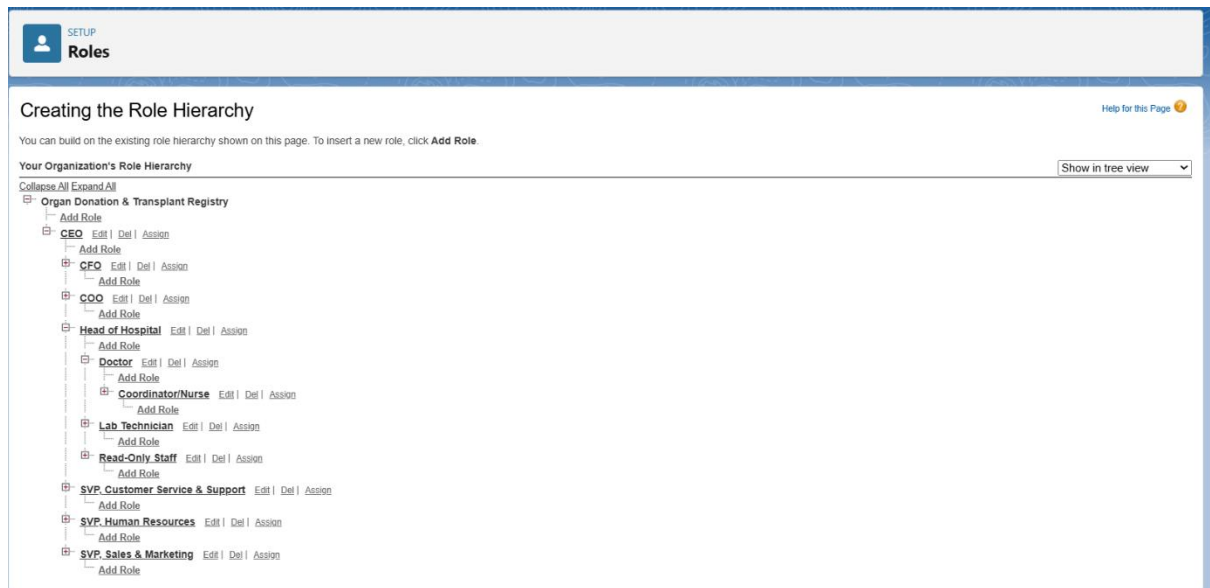 SETUP
Roles
Creating the Role Hierarchy
Help for this Page ?
You can build on the existing role hierarchy shown on this page. To insert a new role, click Add Role.
Your Organization's Role Hierarchy
Show in tree view
Collapse All Expand All
Organ Donation & Transplant Registry
Add Role
CEO Edit | Del | Assign
Add Role
CFO Edit | Del | Assign
Add Role
COO Edit | Del | Assign
Add Role
Head of Hospital Edit | Del | Assign
Add Role
Doctor Edit | Del | Assign
Add Role
Coordinator/Nurse Edit | Del | Assign
Add Role
Lab Technician Edit | Del | Assign
Add Role
Read-Only Staff Edit | Del | Assign
Add Role
SVP, Customer Service & Support Edit | Del | Assign
Add Role
SVP, Human Resources Edit | Del | Assign
Add Role
SVP, Sales & Marketing Edit | Del | Assign
Add Role